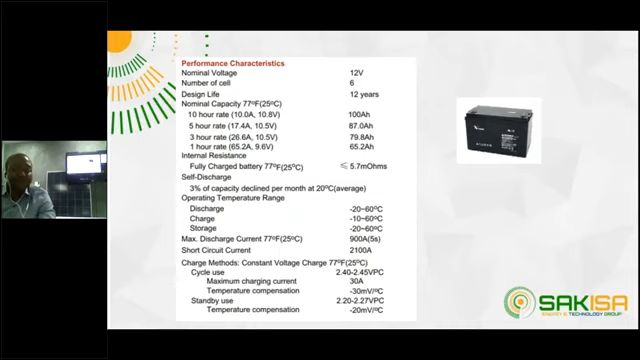 Performance Characteristics
Nominal Voltage 12V
Number of cell 6
Design Life 12 years
Nominal Capacity 77ºF(25ºC)
10 hour rate (10.0A, 10.8V) 100Ah
5 hour rate (17.4A, 10.5V) 87.0Ah
3 hour rate (26.6A, 10.5V) 79.8Ah
1 hour rate (65.2A, 9.6V) 65.2Ah
Internal Resistance
Fully Charged battery 77ºF(25ºC) ≤ 5.7mOhms
Self-Discharge
3% of capacity declined per month at 20ºC(average)
Operating Temperature Range
Discharge -20~60ºC
Charge -10~60ºC
Storage -20~60ºC
Max. Discharge Current 77ºF(25ºC) 900A(5s)
Short Circuit Current 2100A
Charge Methods: Constant Voltage Charge 77ºF(25ºC)
Cycle use 2.40-2.45VPC
Maximum charging current 30A
Temperature compensation -30mV/ºC
Standby use 2.20-2.27VPC
Temperature compensation -20mV/ºC
SAKISA
ENERGY & TECHNOLOGY GROUP